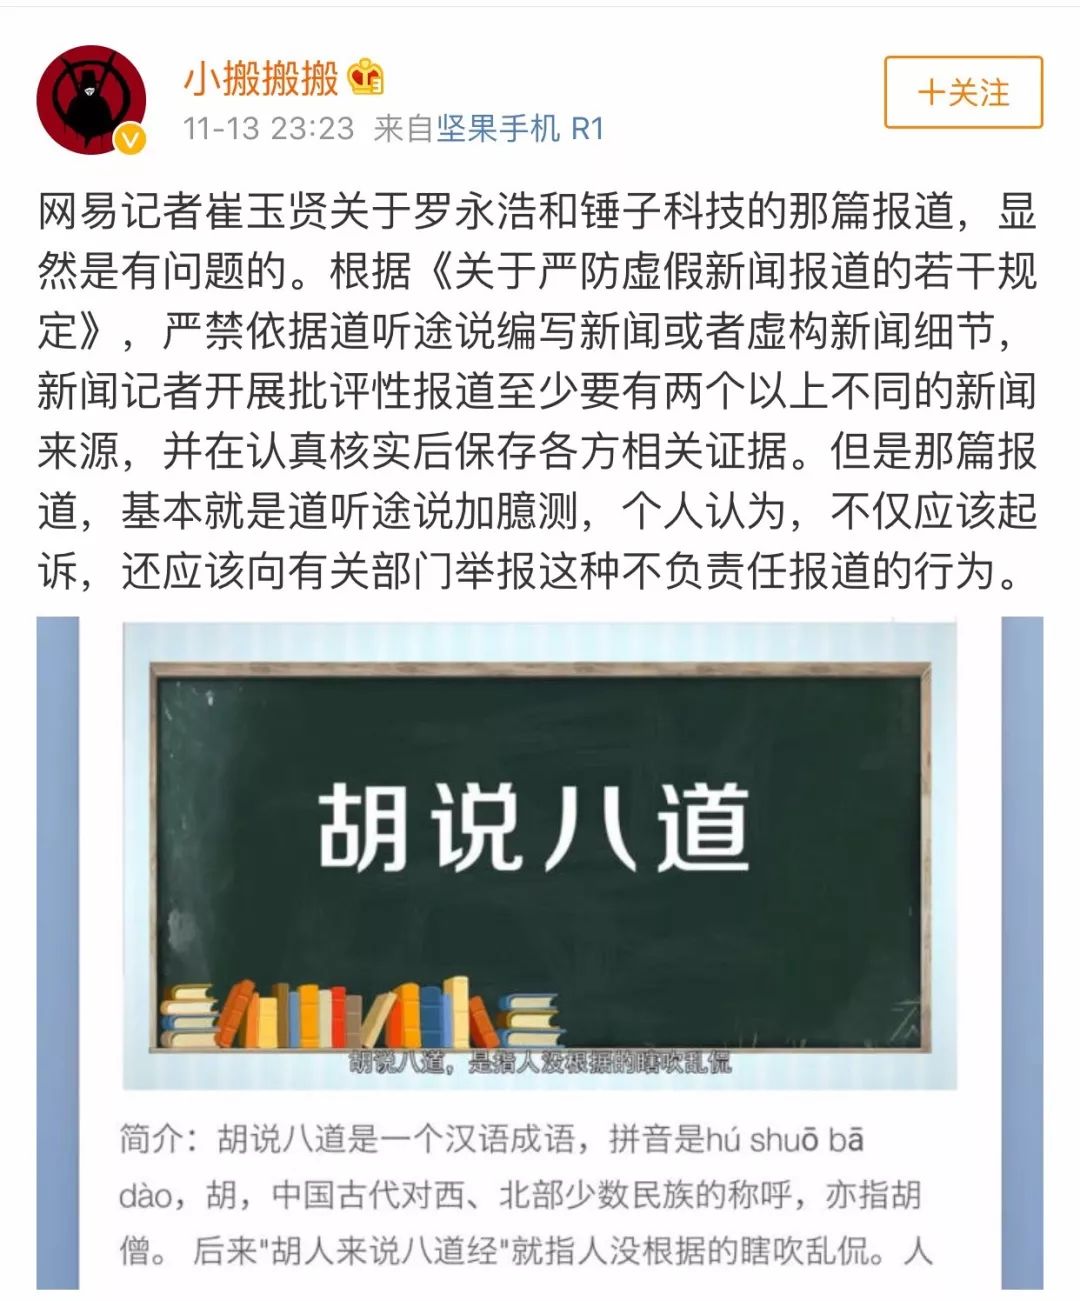 小搬搬搬
11-13 23:23 来自坚果手机 R1
十关注
网易记者崔玉贤关于罗永浩和锤子科技的那篇报道，显
然是有问题的。根据《关于严防虚假新闻报道的若干规
定》，严禁依据道听途说编写新闻或者虚构新闻细节，
新闻记者开展批评性报道至少要有两个以上不同的新闻
来源，并在认真核实后保存各方相关证据。但是那篇报
道，基本就是道听途说加臆测，个人认为，不仅应该起
诉，还应该向有关部门举报这种不负责任报道的行为。
胡说八道
胡说八道，是指人没根据的瞎吹乱侃
简介：胡说八道是一个汉语成语，拼音是hú shuō bā
dào，胡，中国古代对西、北部少数民族的称呼，亦指胡
僧。 后来"胡人来说八道经"就指人没根据的瞎吹乱侃。人